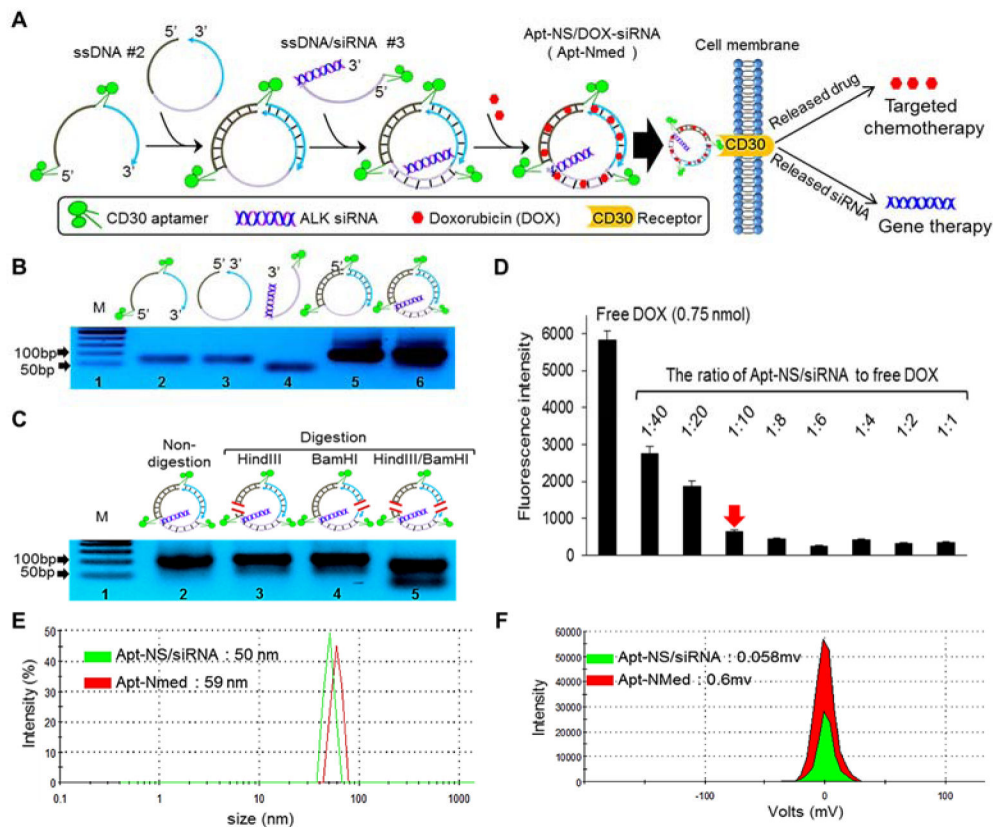 A
ssDNA #2
5’ 3’
5’ 3’
ssDNA/siRNA #3
3’
5’
Apt-NS/DOX-siRNA
( Apt-Nmed )
Cell membrane
CD30
Released drug
Targeted
chemotherapy
Released siRNA
Gene therapy
CD30 aptamer
ALK siRNA
Doxorubicin (DOX)
CD30 Receptor
CD30
B
M
5’ 3’
5’ 3’
3’
5’
100bp
50bp
1 2 3 4 5 6
C
Digestion
Non-
digestion
HindIII BamHI HindIII/BamHI
M
100bp
50bp
1 2 3 4 5
D
Fluorescence intensity
6000
5000
4000
3000
2000
1000
0
Free DOX (0.75 nmol)
The ratio of Apt-NS/siRNA to free DOX
1:40 1:20 1:10 1:8 1:6 1:4 1:2 1:1
E
Intensity (%)
50
40
30
20
10
0
Apt-NS/siRNA : 50 nm
Apt-Nmed : 59 nm
0.1 1 10 100 1000
size (nm)
F
Intensity
60000
50000
40000
30000
20000
10000
0
Apt-NS/siRNA : 0.058mv
Apt-NMed : 0.6mv
-100 0 100
Volts (mV)